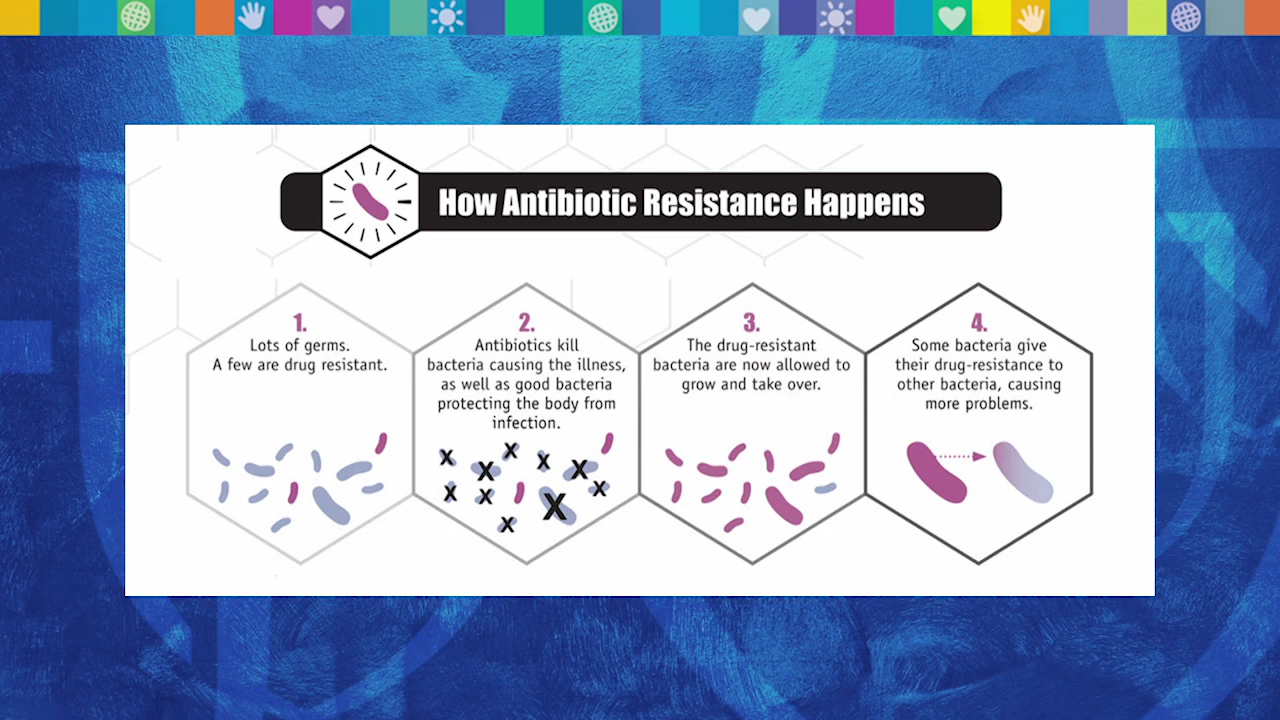 How Antibiotic Resistance Happens
1.
Lots of germs.
A few are drug resistant.
2.
Antibiotics kill
bacteria causing the illness,
as well as good bacteria
protecting the body from
infection.
X X X X X X X X X X
3.
The drug-resistant
bacteria are now allowed to
grow and take over.
4.
Some bacteria give
their drug-resistance to
other bacteria, causing
more problems.